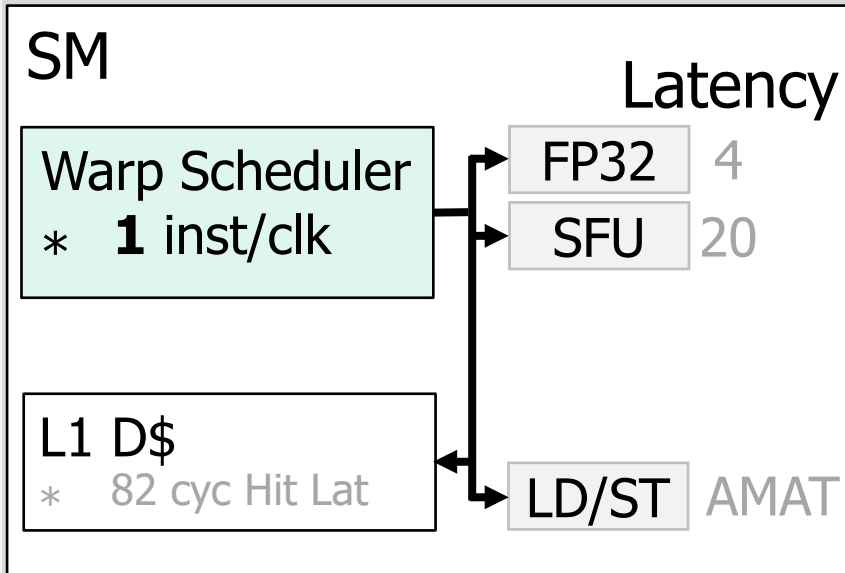 SM
Latency
Warp Scheduler
* 1 inst/clk
FP32 4
SFU 20
L1 D$
* 82 cyc Hit Lat
LD/ST AMAT